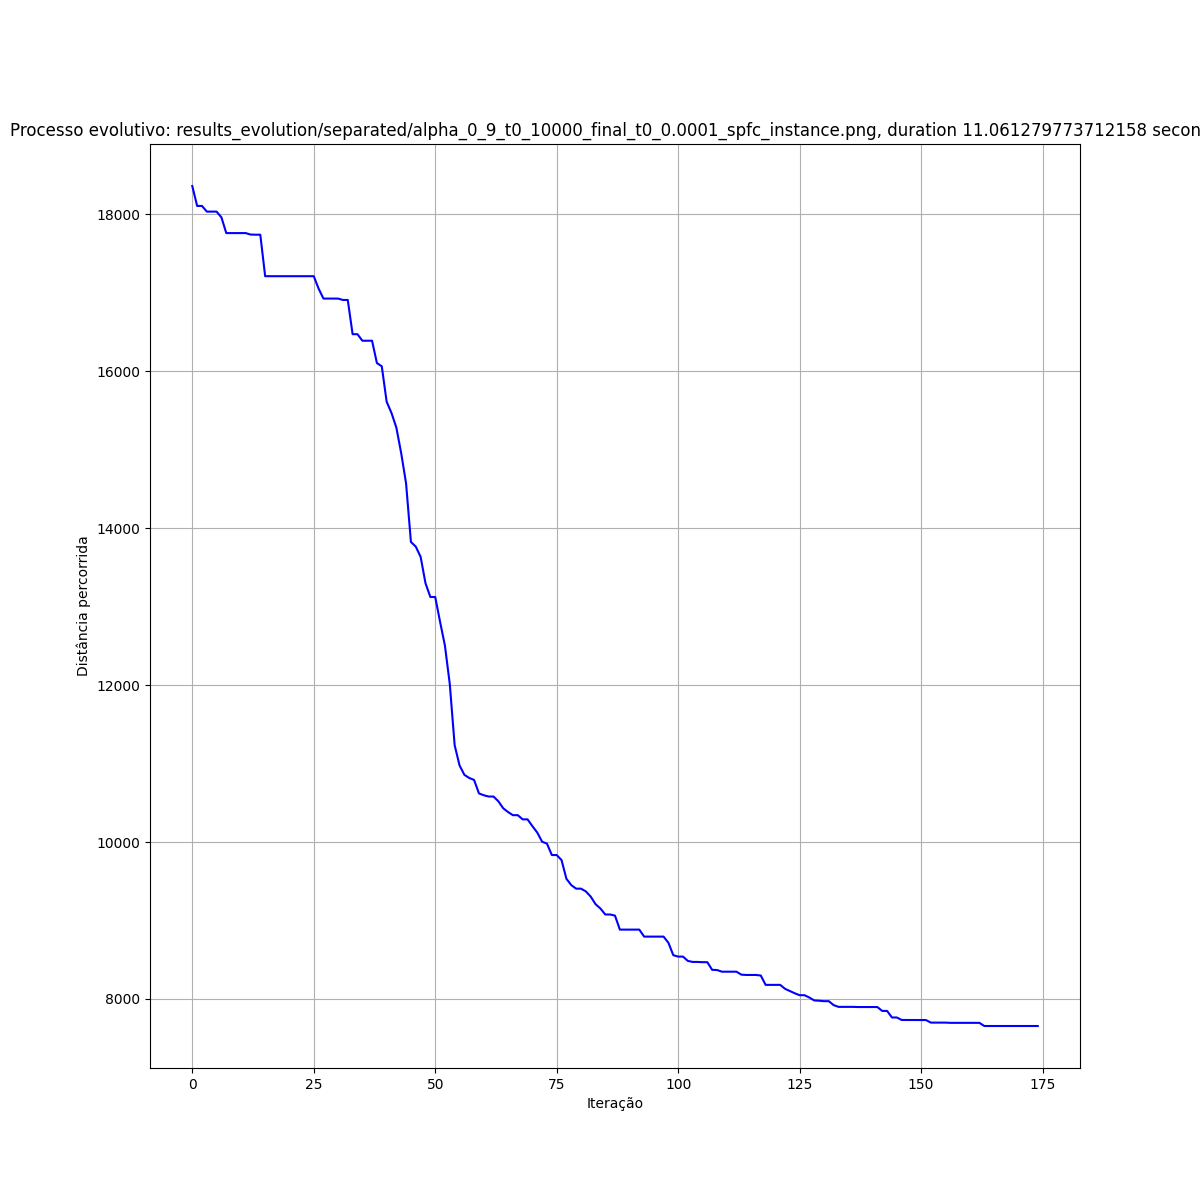 Processo evolutivo: results_evolution/separated/alpha_0_9_t0_10000_final_t0_0.0001_spfc_instance.png, duration 11.061279773712158 secon
18000
16000
14000
12000
10000
8000
Distância percorrida
0 25 50 75 100 125 150 175
Iteração